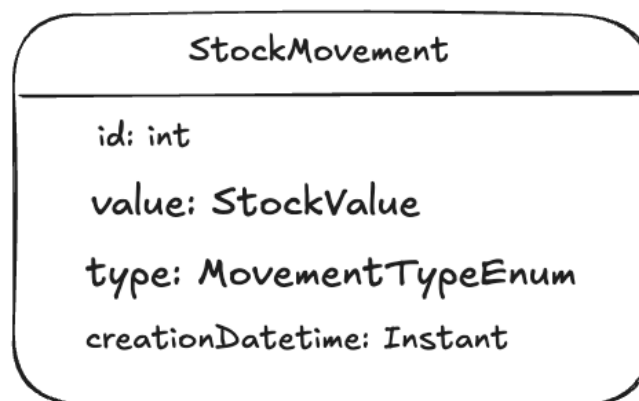 StockMovement
id: int
value: StockValue
type: MovementTypeEnum
creationDatetime: Instant